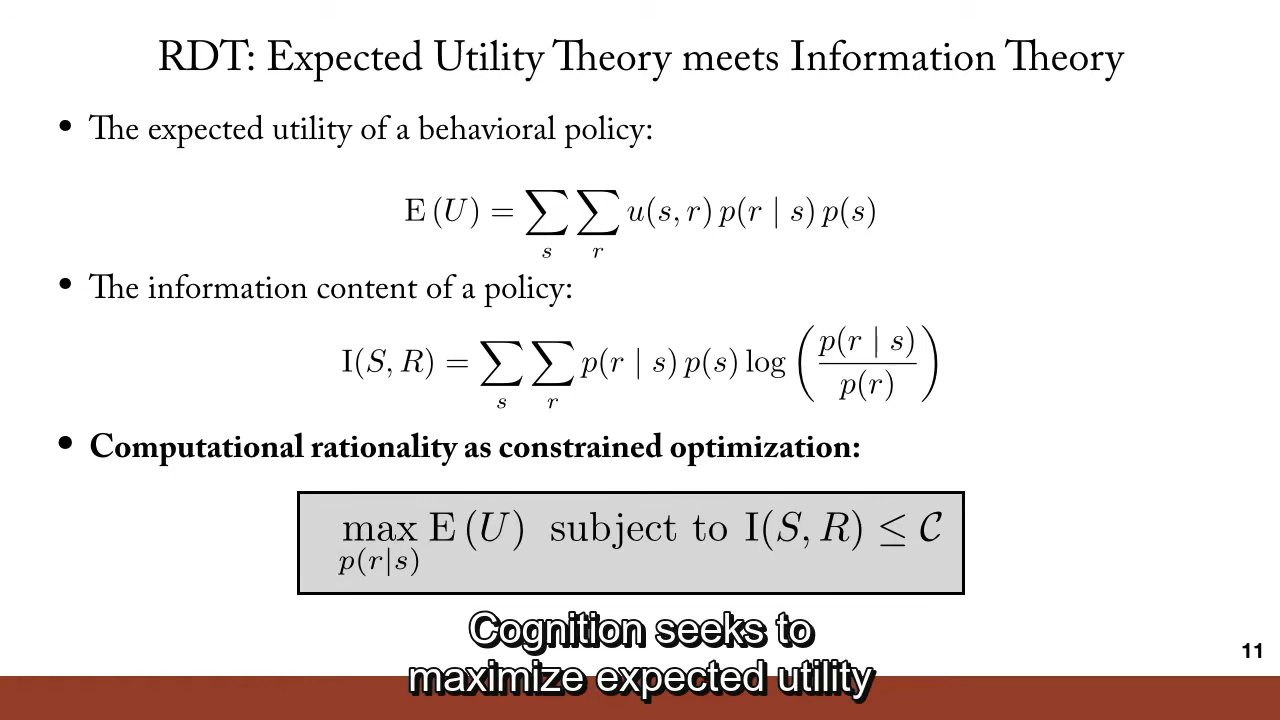 RDT: Expected Utility Theory meets Information Theory
• The expected utility of a behavioral policy:
E (U) = ∑_s ∑_r u(s, r) p(r | s) p(s)
• The information content of a policy:
I(S, R) = ∑_s ∑_r p(r | s) p(s) log ( p(r | s) / p(r) )
• Computational rationality as constrained optimization:
max_{p(r|s)} E (U) subject to I(S, R) ≤ 𝒞
Cognition seeks to
maximize expected utility
11